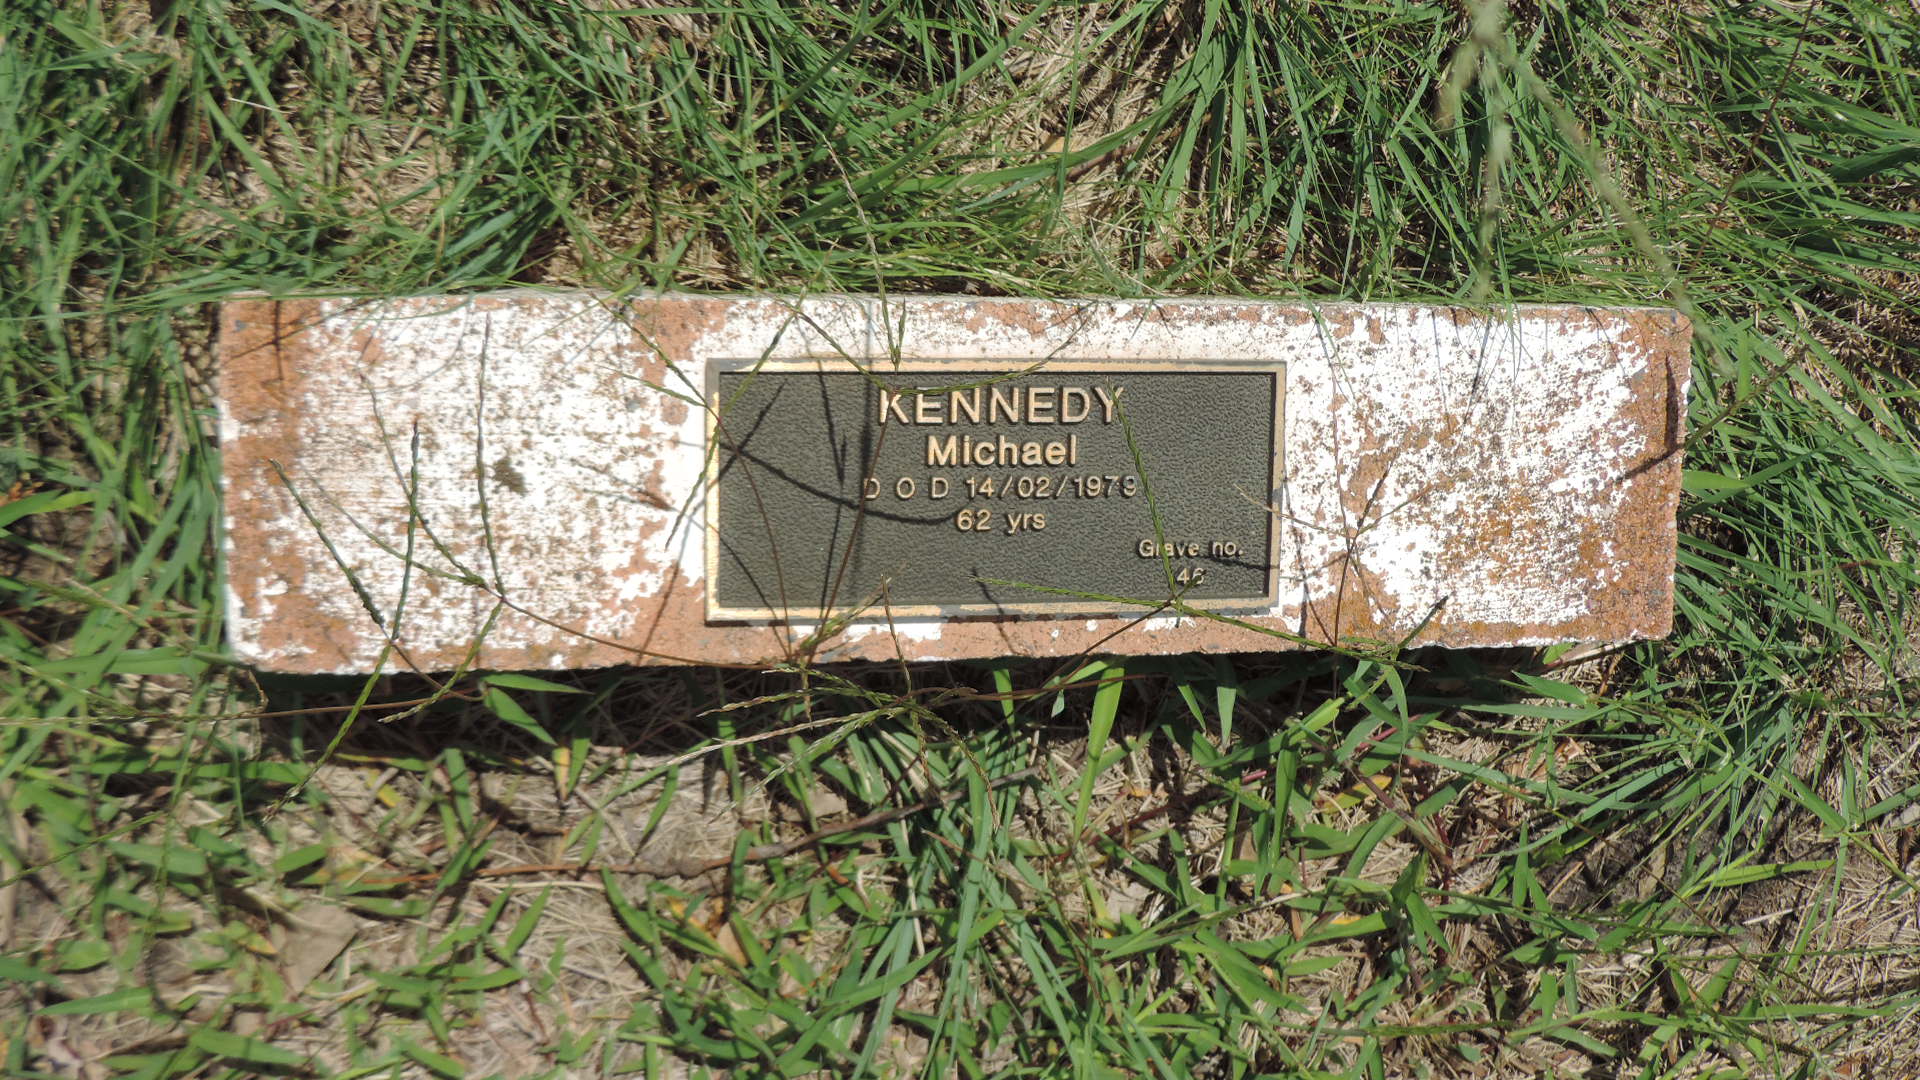 KENNEDY
Michael
D O D 14/02/1979
62 yrs
Grave no.
46